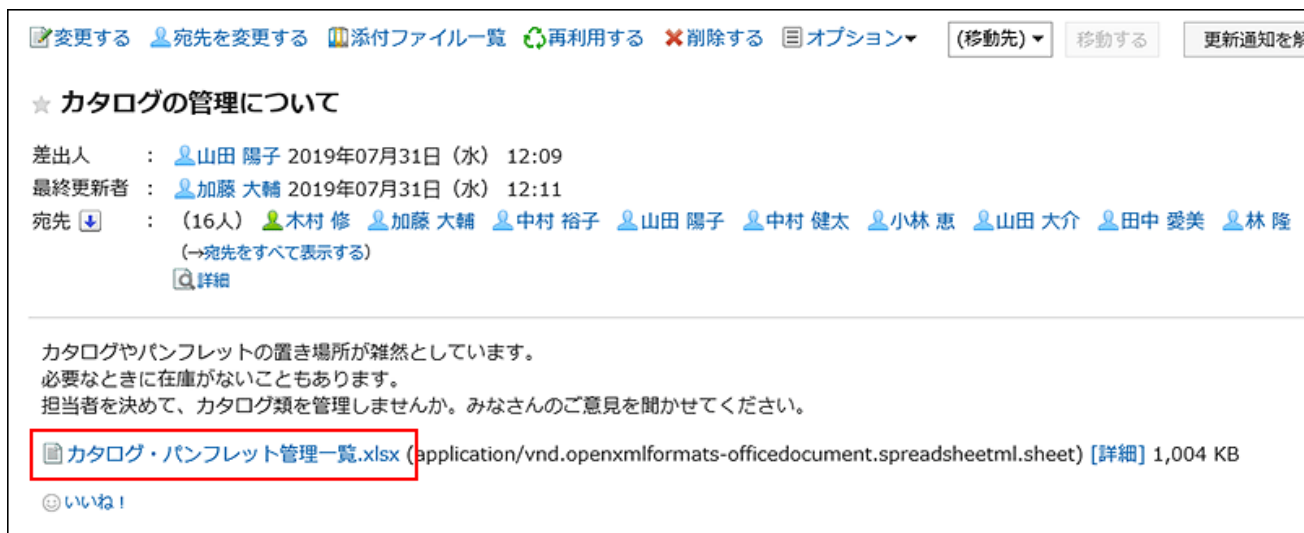 変更する 宛先を変更する 添付ファイル一覧 再利用する 削除する オプション (移動先) 移動する 更新通知を解
カタログの管理について
差出人 : 山田 陽子 2019年07月31日（水） 12:09
最終更新者 : 加藤 大輔 2019年07月31日（水） 12:11
宛先 : （16人） 木村 修 加藤 大輔 中村 裕子 山田 陽子 中村 健太 小林 恵 山田 大介 田中 愛美 林 隆
(→宛先をすべて表示する)
詳細
カタログやパンフレットの置き場所が雑然としています。
必要なときに在庫がないこともあります。
担当者を決めて、カタログ類を管理しませんか。みなさんのご意見を聞かせてください。
カタログ・パンフレット管理一覧.xlsx (application/vnd.openxmlformats-officedocument.spreadsheetml.sheet) [詳細] 1,004 KB
いいね！